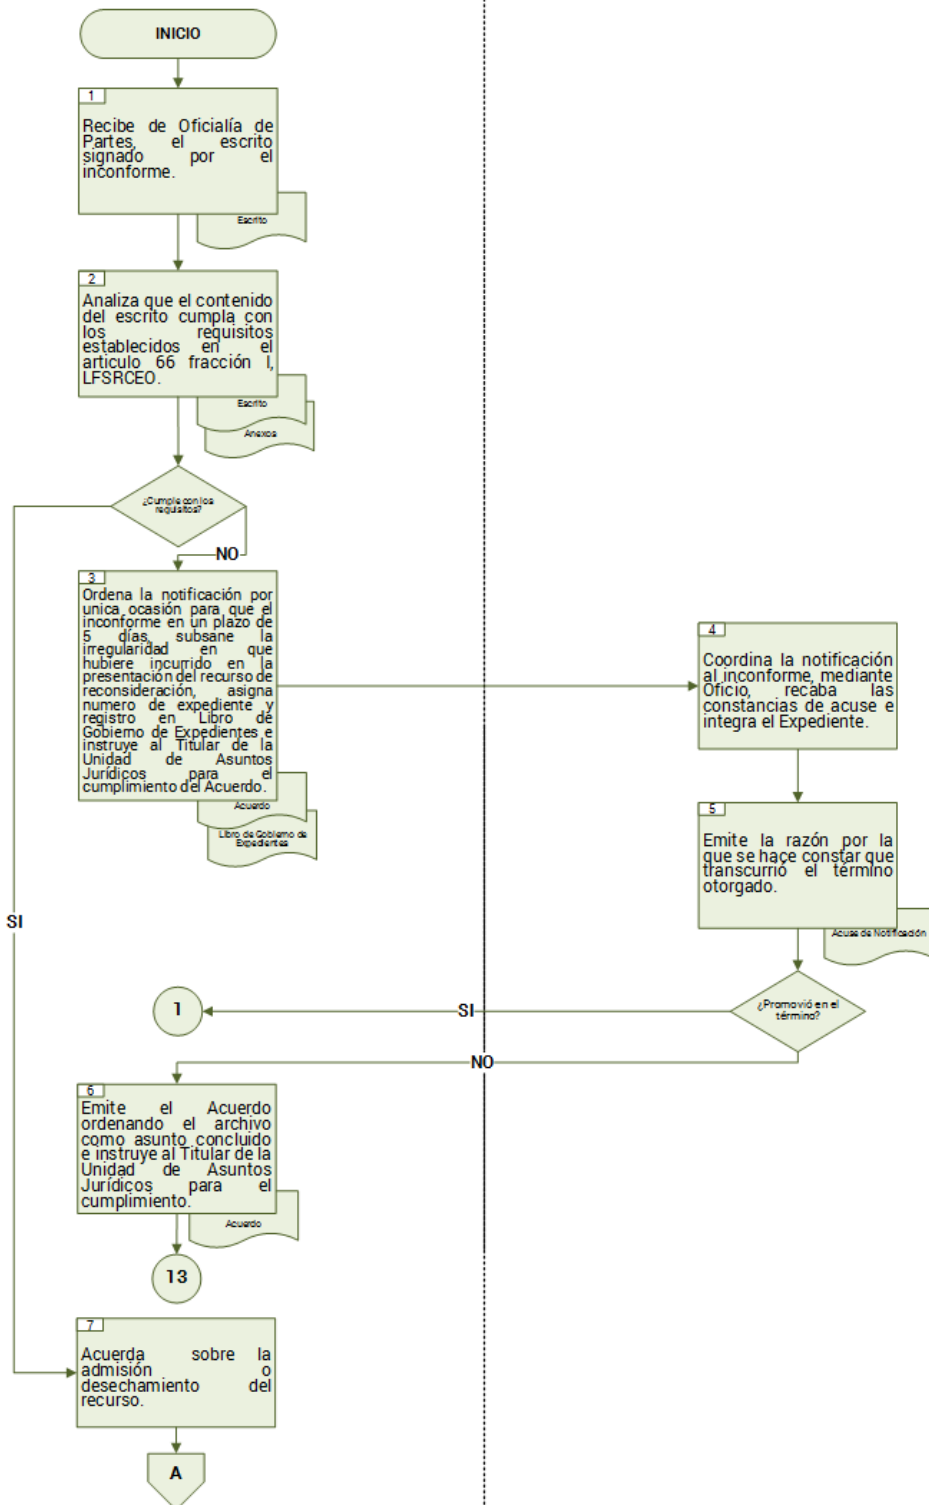 INICIO
1
Recibe de Oficialía de
Partes, el escrito
signado por el
inconforme.
Escrito
2
Analiza que el contenido
del escrito cumpla con
los requisitos
establecidos en el
articulo 66 fracción I,
LFSRCEO.
Escrito
Anexos
¿Cumple con los
requisitos?
NO
3
Ordena la notificación por
unica ocasión para que el
inconforme en un plazo de
5 días, subsane la
irregularidad en que
hubiere incurrido en la
presentación del recurso de
reconsideración, asigna
numero de expediente y
registro en Libro de
Gobierno de Expedientes e
instruye al Titular de la
Unidad de Asuntos
Jurídicos para el
cumplimiento del Acuerdo.
Acuerdo
Libro de Gobierno de
Expedientes
4
Coordina la notificación
al inconforme, mediante
Oficio, recaba las
constancias de acuse e
integra el Expediente.
5
Emite la razón por la
que se hace constar que
transcurrió el término
otorgado.
Acuse de Notificación
SI
¿Promovió en el
término?
SI
1
NO
6
Emite el Acuerdo
ordenando el archivo
como asunto concluido
e instruye al Titular de la
Unidad de Asuntos
Jurídicos para el
cumplimiento.
Acuerdo
13
7
Acuerda sobre la
admisión o
desechamiento del
recurso.
A